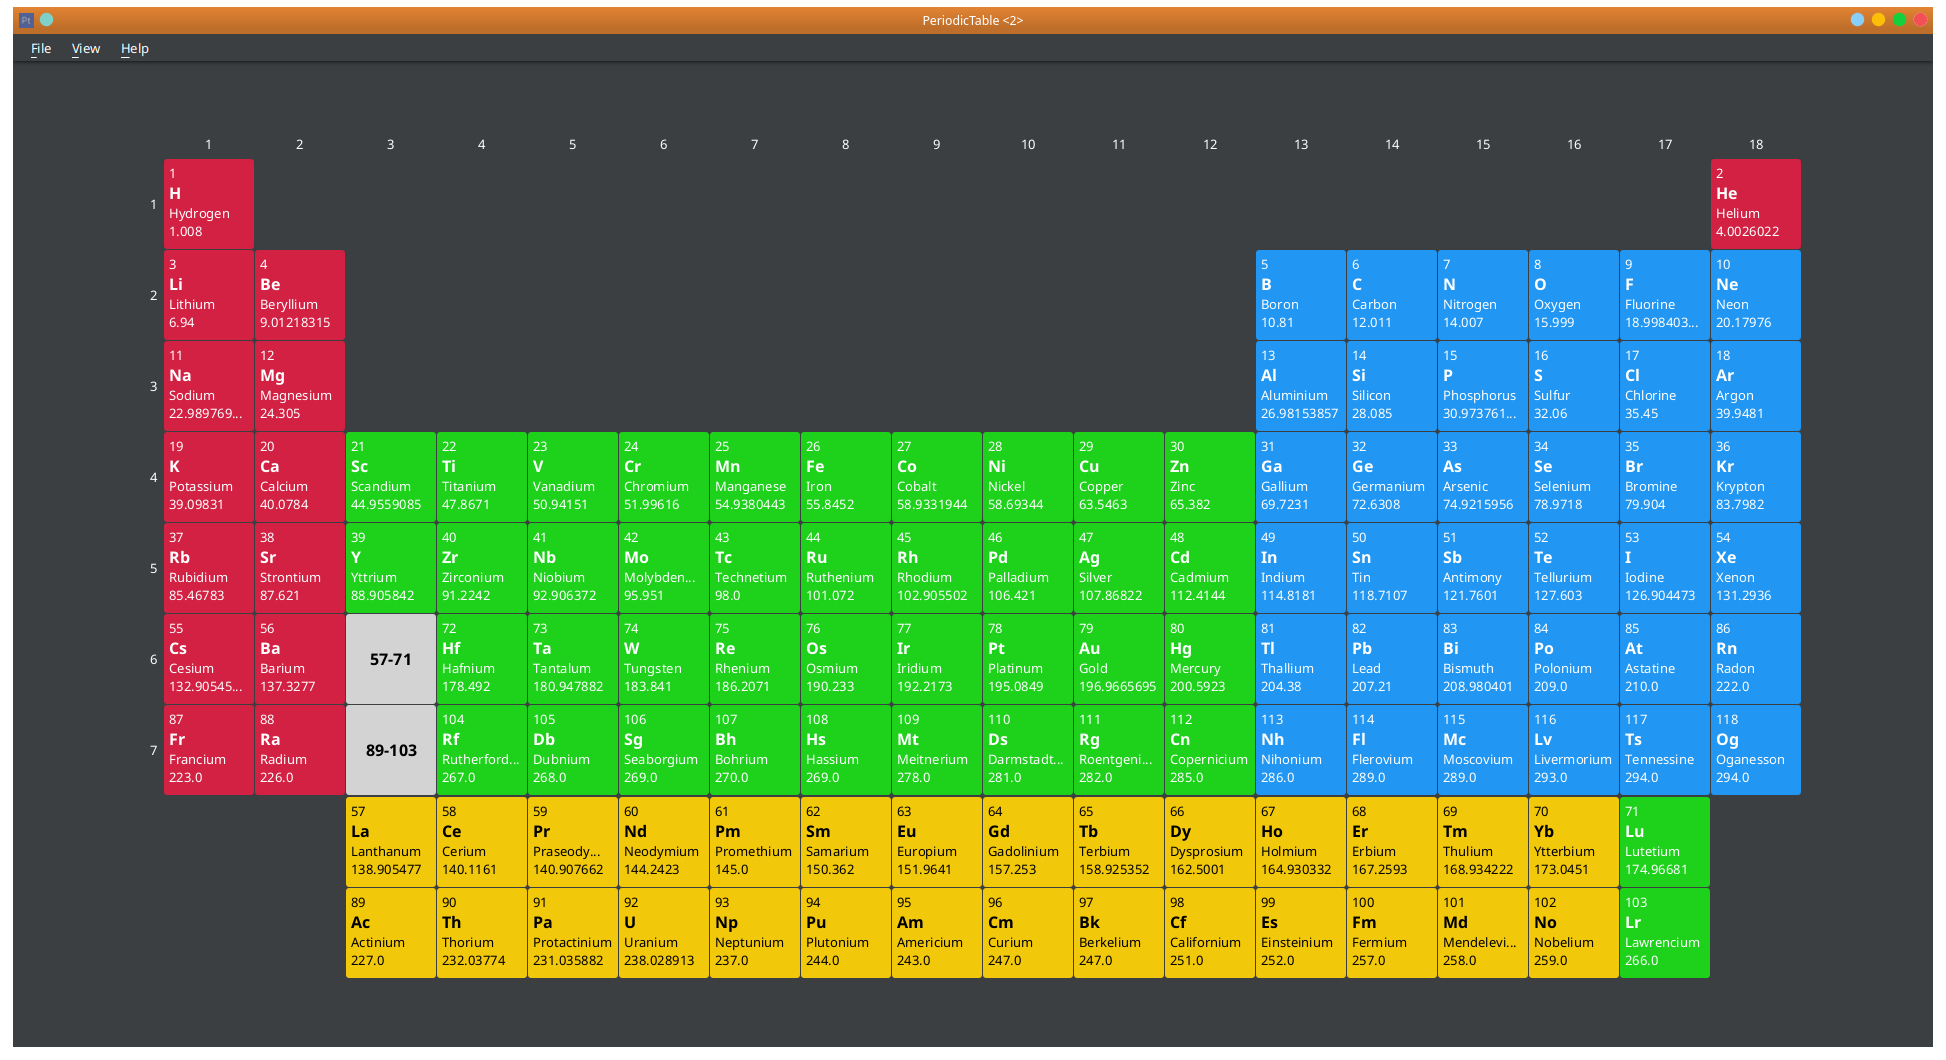 Pt
PeriodicTable <2>
File View Help
1 2 3 4 5 6 7 8 9 10 11 12 13 14 15 16 17 18
1
1 2
H He
Hydrogen Helium
1.008 4.0026022
2
3 4 5 6 7 8 9 10
Li Be B C N O F Ne
Lithium Beryllium Boron Carbon Nitrogen Oxygen Fluorine Neon
6.94 9.01218315 10.81 12.011 14.007 15.999 18.998403... 20.17976
3
11 12 13 14 15 16 17 18
Na Mg Al Si P S Cl Ar
Sodium Magnesium Aluminium Silicon Phosphorus Sulfur Chlorine Argon
22.989769... 24.305 26.98153857 28.085 30.973761... 32.06 35.45 39.9481
4
19 20 21 22 23 24 25 26 27 28 29 30 31 32 33 34 35 36
K Ca Sc Ti V Cr Mn Fe Co Ni Cu Zn Ga Ge As Se Br Kr
Potassium Calcium Scandium Titanium Vanadium Chromium Manganese Iron Cobalt Nickel Copper Zinc Gallium Germanium Arsenic Selenium Bromine Krypton
39.09831 40.0784 44.9559085 47.8671 50.94151 51.99616 54.9380443 55.8452 58.9331944 58.69344 63.5463 65.382 69.7231 72.6308 74.9215956 78.9718 79.904 83.7982
5
37 38 39 40 41 42 43 44 45 46 47 48 49 50 51 52 53 54
Rb Sr Y Zr Nb Mo Tc Ru Rh Pd Ag Cd In Sn Sb Te I Xe
Rubidium Strontium Yttrium Zirconium Niobium Molybden... Technetium Ruthenium Rhodium Palladium Silver Cadmium Indium Tin Antimony Tellurium Iodine Xenon
85.46783 87.621 88.905842 91.2242 92.906372 95.951 98.0 101.072 102.905502 106.421 107.86822 112.4144 114.8181 118.7107 121.7601 127.603 126.904473 131.2936
6
55 56 72 73 74 75 76 77 78 79 80 81 82 83 84 85 86
Cs Ba Hf Ta W Re Os Ir Pt Au Hg Tl Pb Bi Po At Rn
57-71
Cesium Barium Hafnium Tantalum Tungsten Rhenium Osmium Iridium Platinum Gold Mercury Thallium Lead Bismuth Polonium Astatine Radon
132.90545... 137.3277 178.492 180.947882 183.841 186.2071 190.233 192.2173 195.0849 196.9665695 200.5923 204.38 207.21 208.980401 209.0 210.0 222.0
7
87 88 104 105 106 107 108 109 110 111 112 113 114 115 116 117 118
Fr Ra Rf Db Sg Bh Hs Mt Ds Rg Cn Nh Fl Mc Lv Ts Og
89-103
Francium Radium Rutherford... Dubnium Seaborgium Bohrium Hassium Meitnerium Darmstadt... Roentgeni... Copernicium Nihonium Flerovium Moscovium Livermorium Tennessine Oganesson
223.0 226.0 267.0 268.0 269.0 270.0 269.0 278.0 281.0 282.0 285.0 286.0 289.0 289.0 293.0 294.0 294.0
57 58 59 60 61 62 63 64 65 66 67 68 69 70 71
La Ce Pr Nd Pm Sm Eu Gd Tb Dy Ho Er Tm Yb Lu
Lanthanum Cerium Praseody... Neodymium Promethium Samarium Europium Gadolinium Terbium Dysprosium Holmium Erbium Thulium Ytterbium Lutetium
138.905477 140.1161 140.907662 144.2423 145.0 150.362 151.9641 157.253 158.925352 162.5001 164.930332 167.2593 168.934222 173.0451 174.96681
89 90 91 92 93 94 95 96 97 98 99 100 101 102 103
Ac Th Pa U Np Pu Am Cm Bk Cf Es Fm Md No Lr
Actinium Thorium Protactinium Uranium Neptunium Plutonium Americium Curium Berkelium Californium Einsteinium Fermium Mendelevi... Nobelium Lawrencium
227.0 232.03774 231.035882 238.028913 237.0 244.0 243.0 247.0 247.0 251.0 252.0 257.0 258.0 259.0 266.0